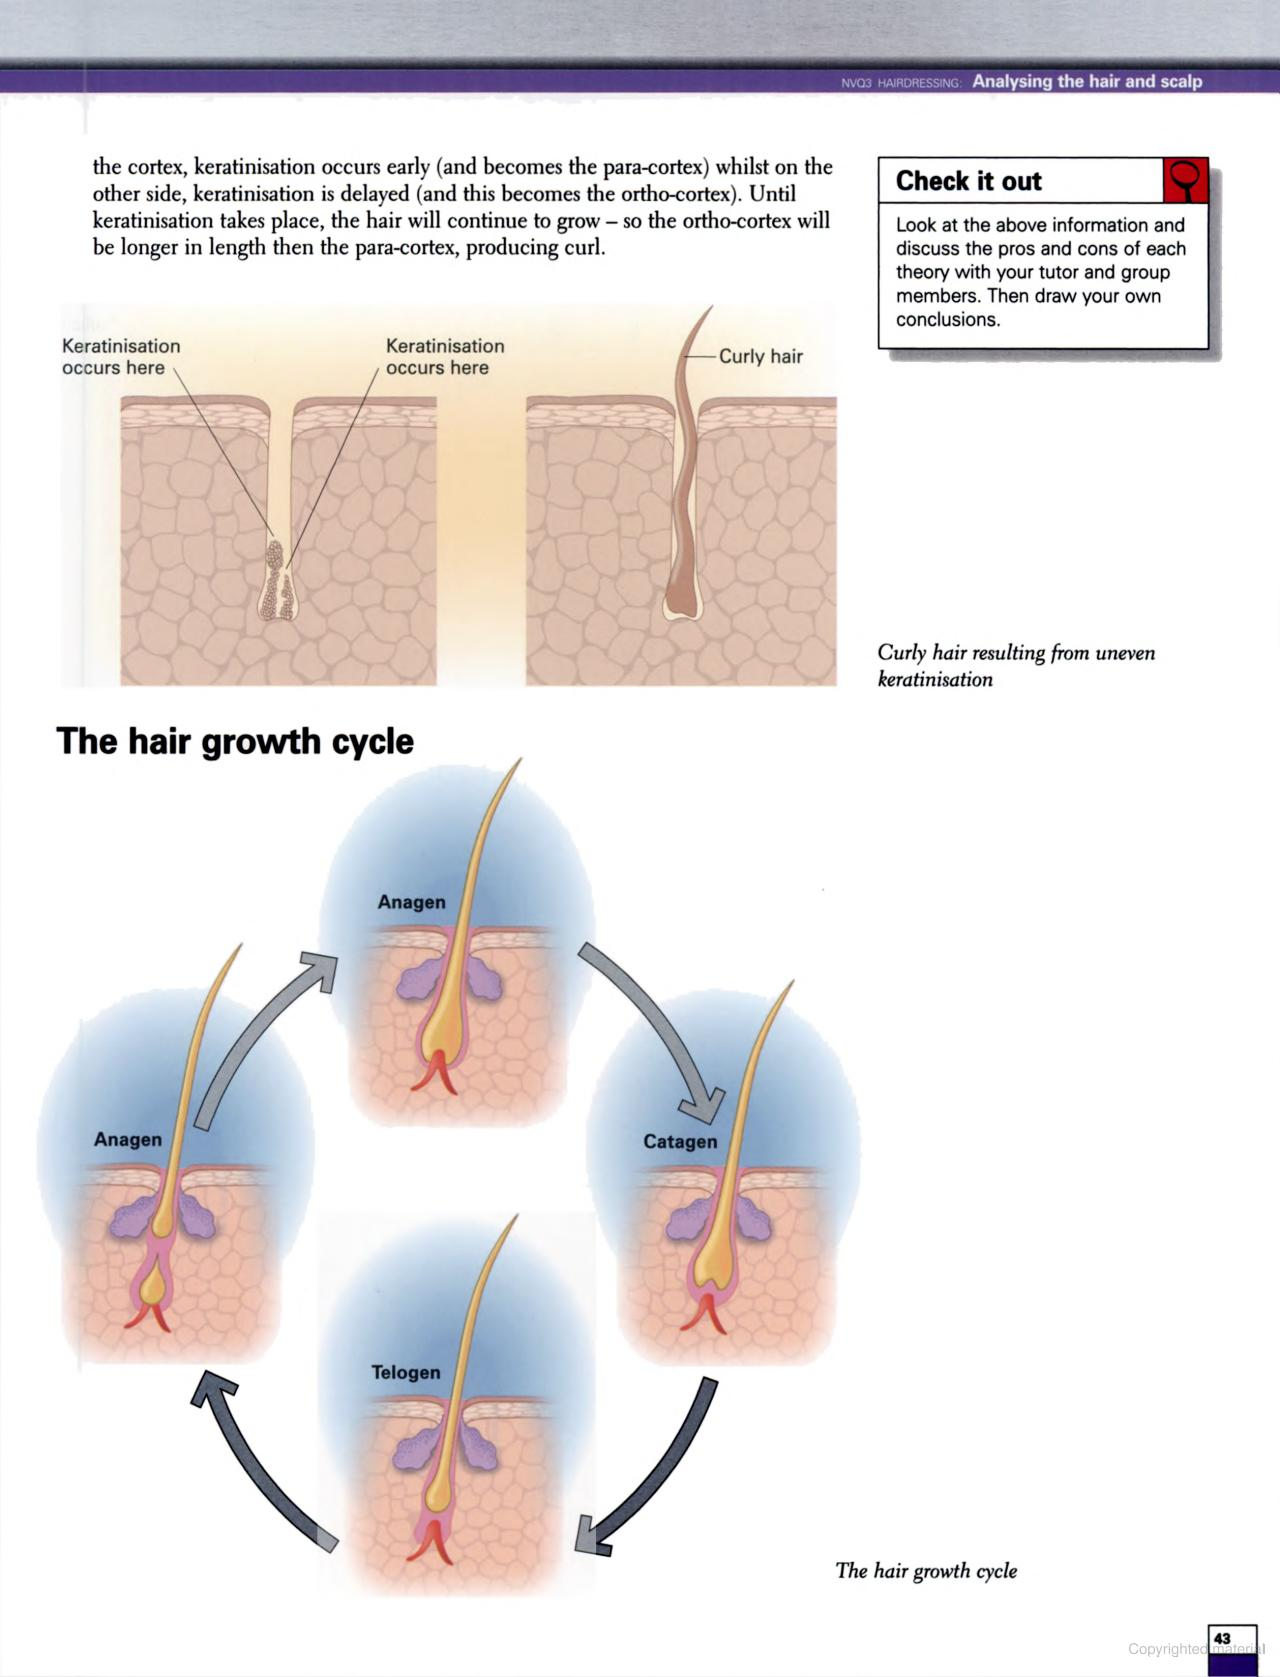 NVQ3 HAIRDRESSING: Analysing the hair and scalp
the cortex, keratinisation occurs early (and becomes the para-cortex) whilst on the
other side, keratinisation is delayed (and this becomes the ortho-cortex). Until
keratinisation takes place, the hair will continue to grow – so the ortho-cortex will
be longer in length then the para-cortex, producing curl.
Check it out
Look at the above information and
discuss the pros and cons of each
theory with your tutor and group
members. Then draw your own
conclusions.
Keratinisation
occurs here
Keratinisation
occurs here
Curly hair
Curly hair resulting from uneven
keratinisation
The hair growth cycle
Anagen
Anagen
Catagen
Telogen
The hair growth cycle
43
Copyrighted material